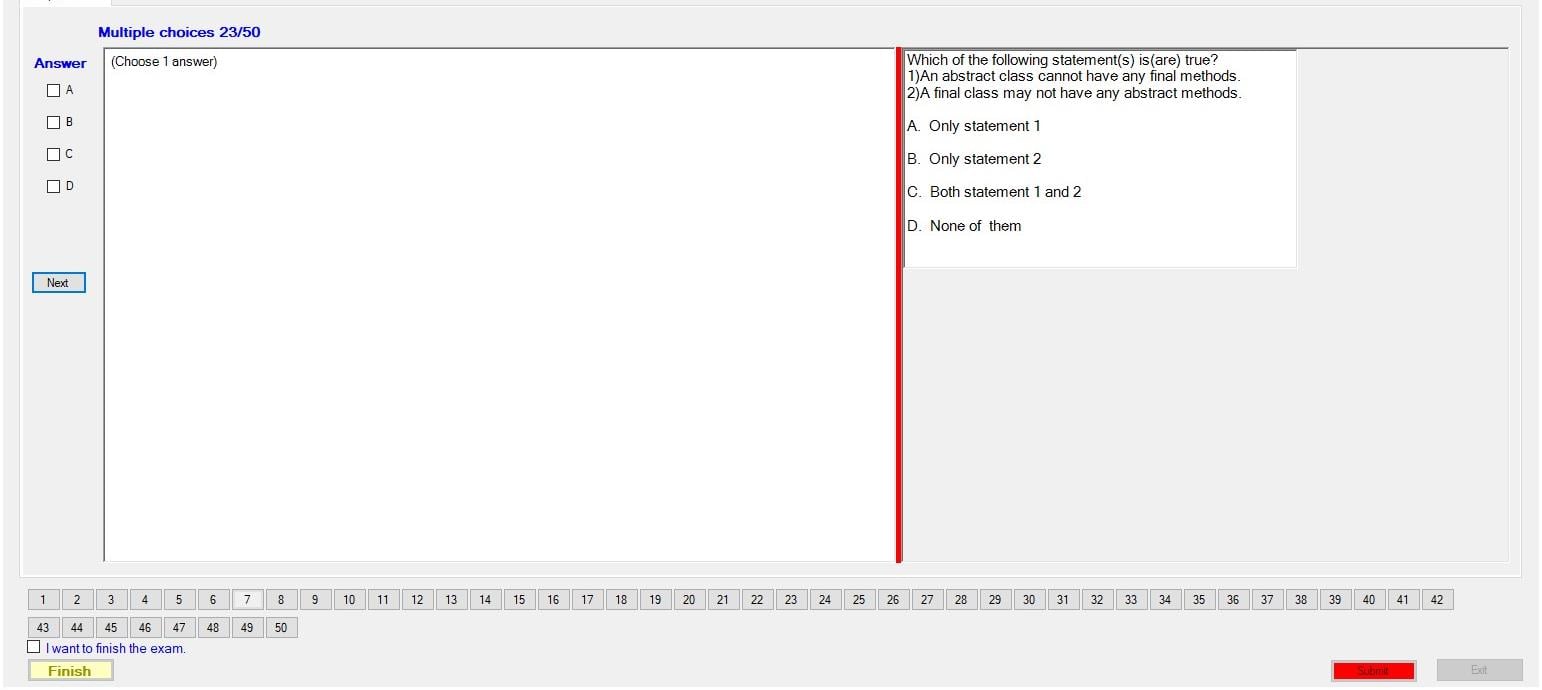 Multiple choices 23/50
Answer
A
B
C
D
Next
(Choose 1 answer)
Which of the following statement(s) is(are) true?
1)An abstract class cannot have any final methods.
2)A final class may not have any abstract methods.
A. Only statement 1
B. Only statement 2
C. Both statement 1 and 2
D. None of them
1 2 3 4 5 6 7 8 9 10 11 12 13 14 15 16 17 18 19 20 21 22 23 24 25 26 27 28 29 30 31 32 33 34 35 36 37 38 39 40 41 42
43 44 45 46 47 48 49 50
I want to finish the exam.
Finish
Submit
Exit